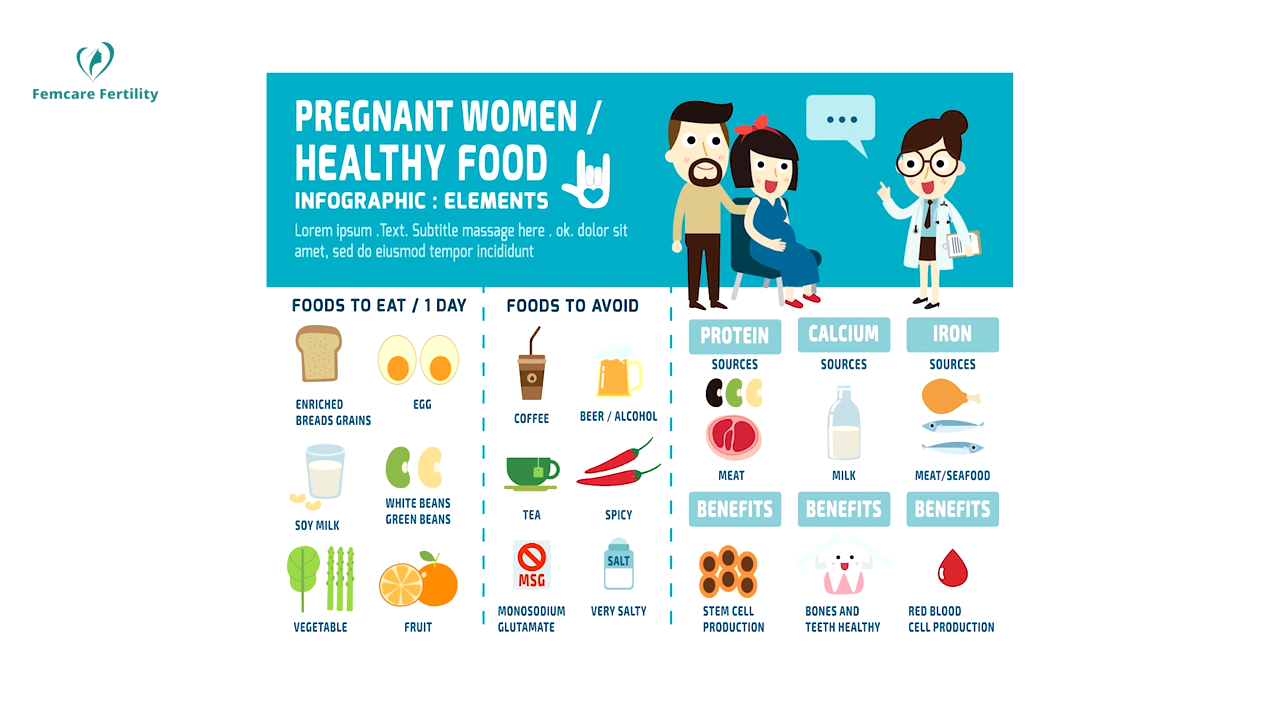 Femcare Fertility
PREGNANT WOMEN /
HEALTHY FOOD
INFOGRAPHIC : ELEMENTS
Lorem ipsum .Text. Subtitle massage here . ok. dolor sit
amet, sed do eiusmod tempor incididunt
FOODS TO EAT / 1 DAY
ENRICHED
BREADS GRAINS
EGG
SOY MILK
WHITE BEANS
GREEN BEANS
VEGETABLE
FRUIT
FOODS TO AVOID
COFFEE
BEER / ALCOHOL
TEA
SPICY
MSG
MONOSODIUM
GLUTAMATE
SALT
VERY SALTY
PROTEIN
SOURCES
MEAT
BENEFITS
STEM CELL
PRODUCTION
CALCIUM
SOURCES
MILK
BENEFITS
BONES AND
TEETH HEALTHY
IRON
SOURCES
MEAT/SEAFOOD
BENEFITS
RED BLOOD
CELL PRODUCTION